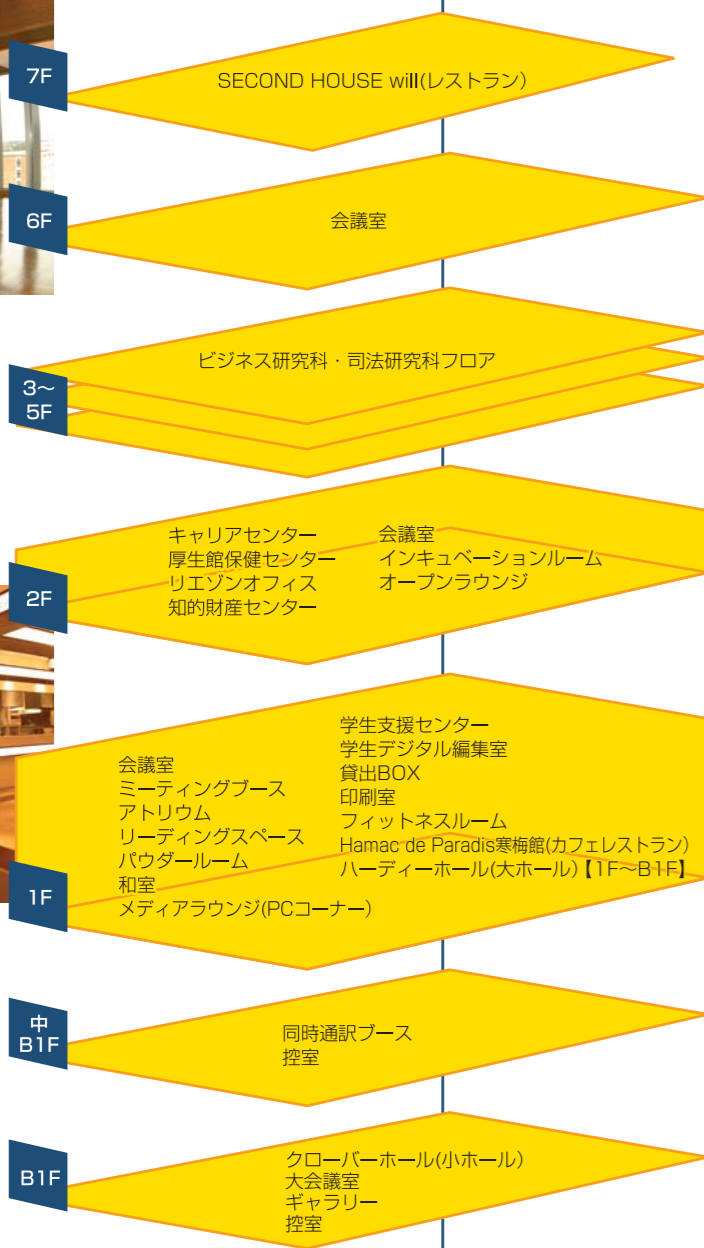 7F
SECOND HOUSE will(レストラン)
6F
会議室
3〜
5F
ビジネス研究科・司法研究科フロア
2F
キャリアセンター
厚生館保健センター
リエゾンオフィス
知的財産センター
会議室
インキュベーションルーム
オープンラウンジ
1F
会議室
ミーティングブース
アトリウム
リーディングスペース
パウダールーム
和室
メディアラウンジ(PCコーナー)
学生支援センター
学生デジタル編集室
貸出BOX
印刷室
フィットネスルーム
Hamac de Paradis寒梅館(カフェレストラン)
ハーディーホール(大ホール)【1F〜B1F】
中
B1F
同時通訳ブース
控室
B1F
クローバーホール(小ホール)
大会議室
ギャラリー
控室